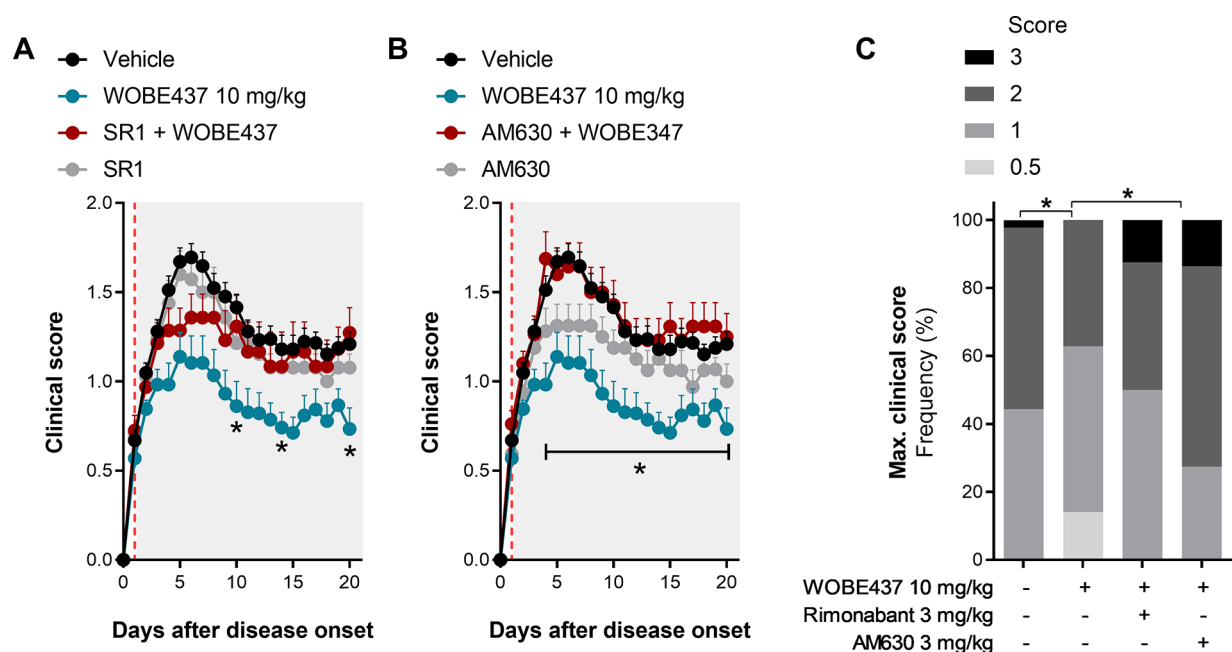 A
Vehicle
WOBE437 10 mg/kg
SR1 + WOBE437
SR1
2.0
1.5
1.0
0.5
0.0
Clinical score
* * *
0 5 10 15 20
Days after disease onset
B
Vehicle
WOBE437 10 mg/kg
AM630 + WOBE347
AM630
2.0
1.5
1.0
0.5
0.0
Clinical score
*
0 5 10 15 20
Days after disease onset
C
Score
3
2
1
0.5
* *
100
80
60
40
20
0
Max. clinical score
Frequency (%)
WOBE437 10 mg/kg - + + +
Rimonabant 3 mg/kg - - + -
AM630 3 mg/kg - - - +